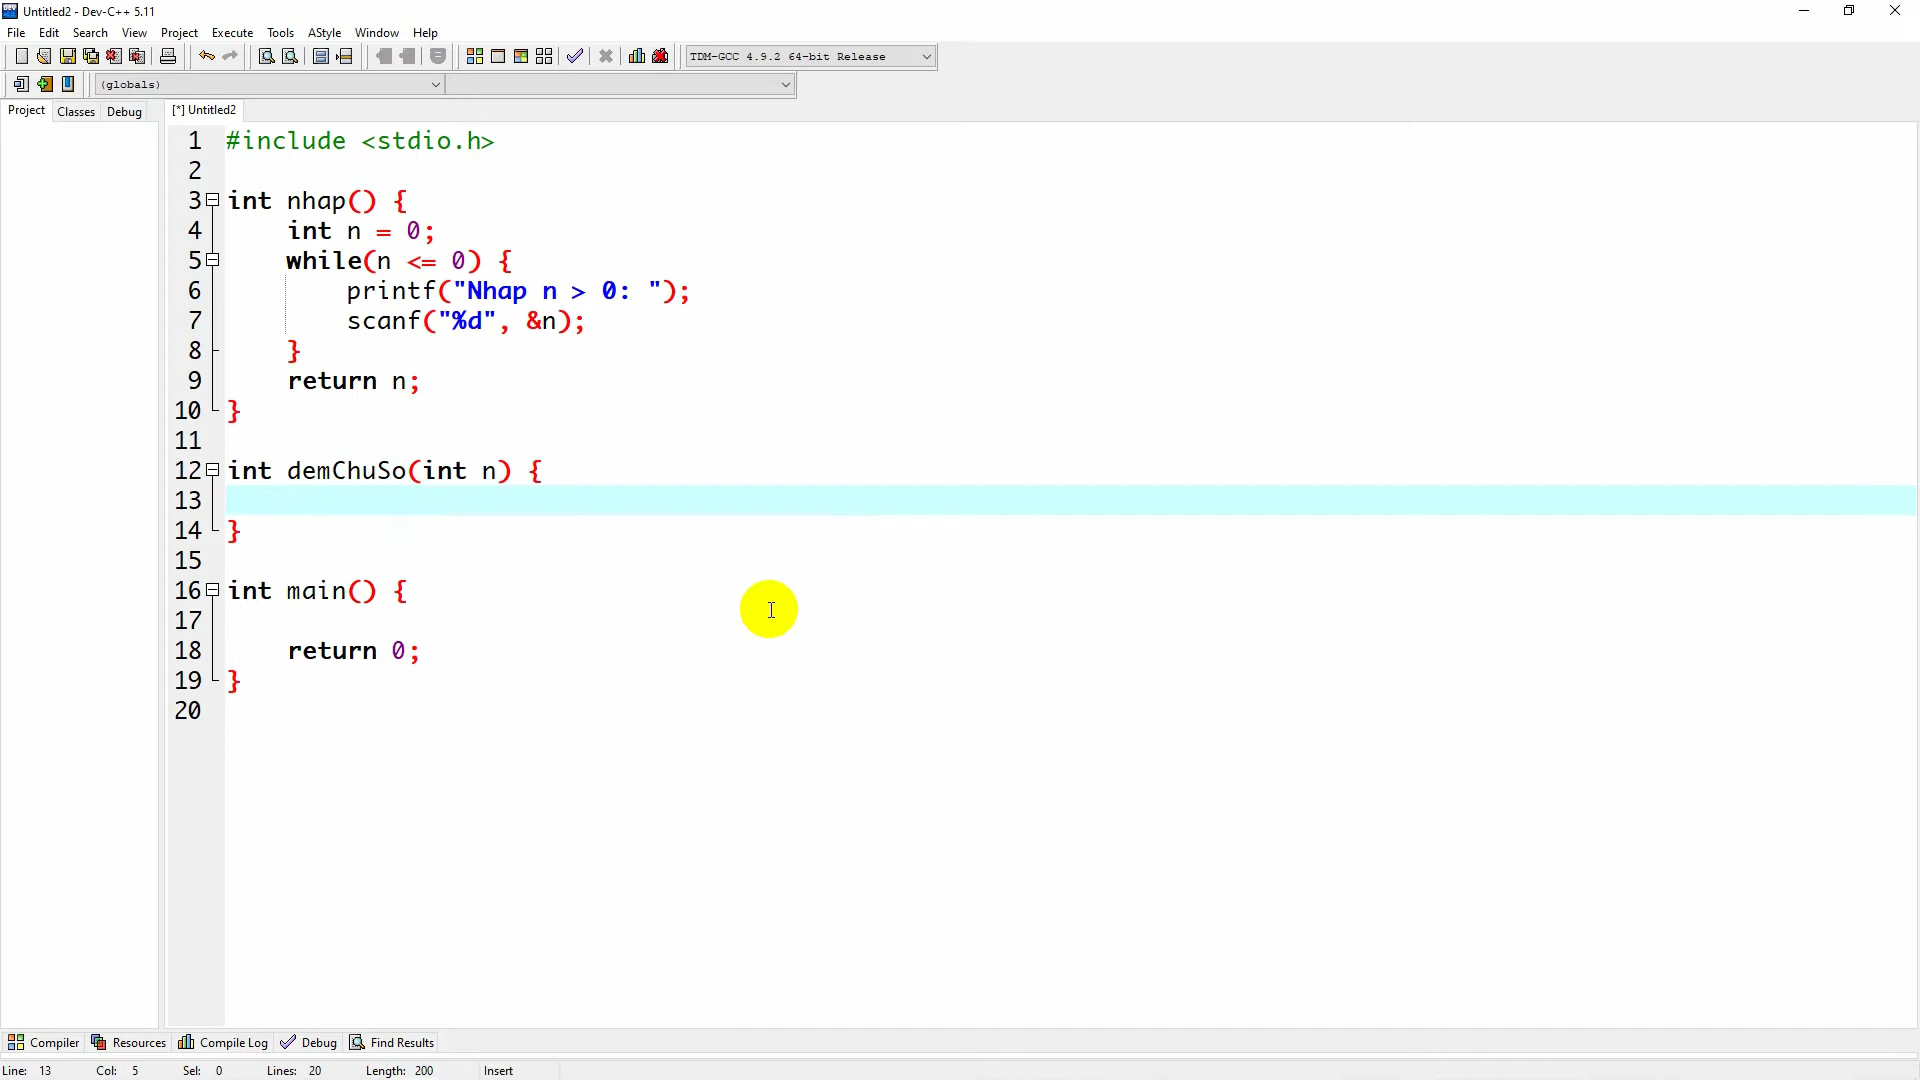 Untitled2 - Dev-C++ 5.11
File Edit Search View Project Execute Tools AStyle Window Help
TDM-GCC 4.9.2 64-bit Release
(globals)
Project Classes Debug [*] Untitled2
1 #include <stdio.h>
2
3 int nhap() {
4 int n = 0;
5 while(n <= 0) {
6 printf("Nhap n > 0: ");
7 scanf("%d", &n);
8 }
9 return n;
10 }
11
12 int demChuSo(int n) {
13
14 }
15
16 int main() {
17
18 return 0;
19 }
20
Compiler Resources Compile Log Debug Find Results
Line: 13 Col: 5 Sel: 0 Lines: 20 Length: 200 Insert